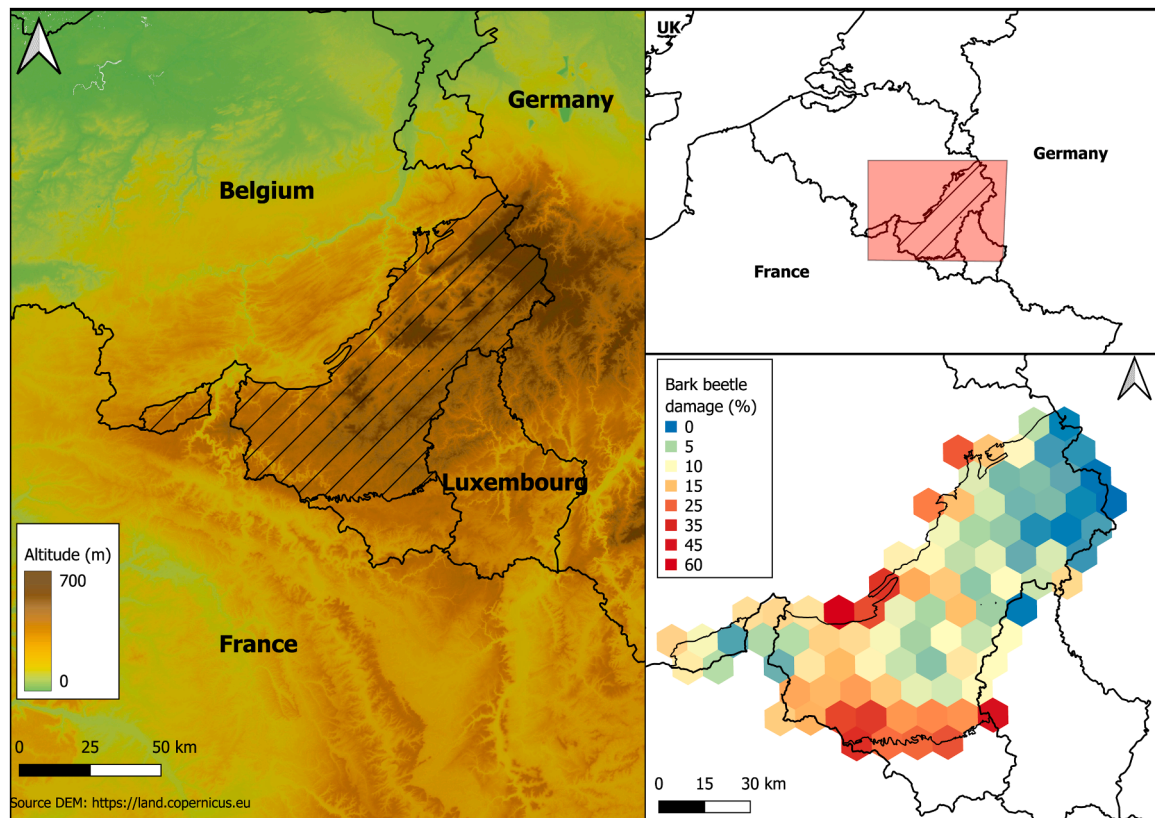 Germany
Belgium
Luxembourg
France
Altitude (m)
700
0
0 25 50 km
Source DEM: https://land.copernicus.eu
UK
Germany
France
Bark beetle
damage (%)
0
5
10
15
25
35
45
60
0 15 30 km